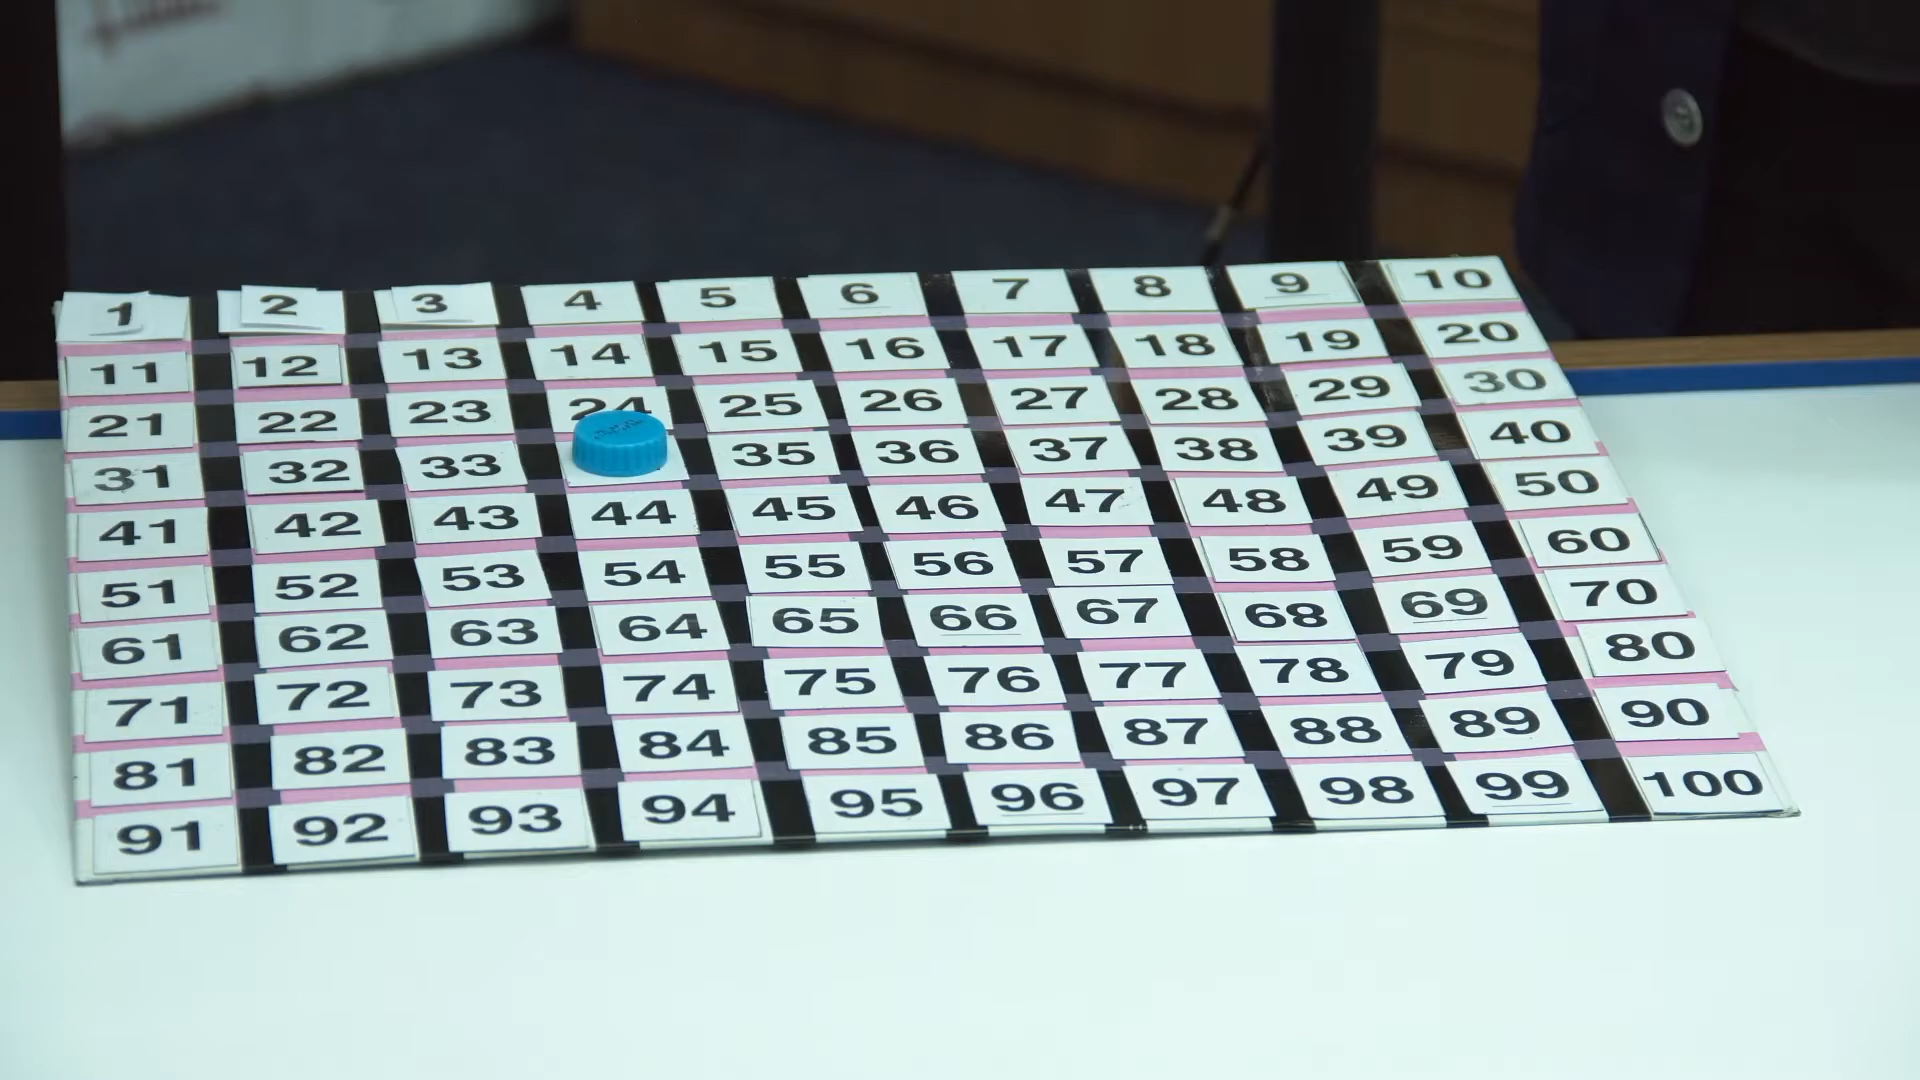 1 2 3 4 5 6 7 8 9 10
11 12 13 14 15 16 17 18 19 20
21 22 23 24 25 26 27 28 29 30
31 32 33 35 36 37 38 39 40
41 42 43 44 45 46 47 48 49 50
51 52 53 54 55 56 57 58 59 60
61 62 63 64 65 66 67 68 69 70
71 72 73 74 75 76 77 78 79 80
81 82 83 84 85 86 87 88 89 90
91 92 93 94 95 96 97 98 99 100